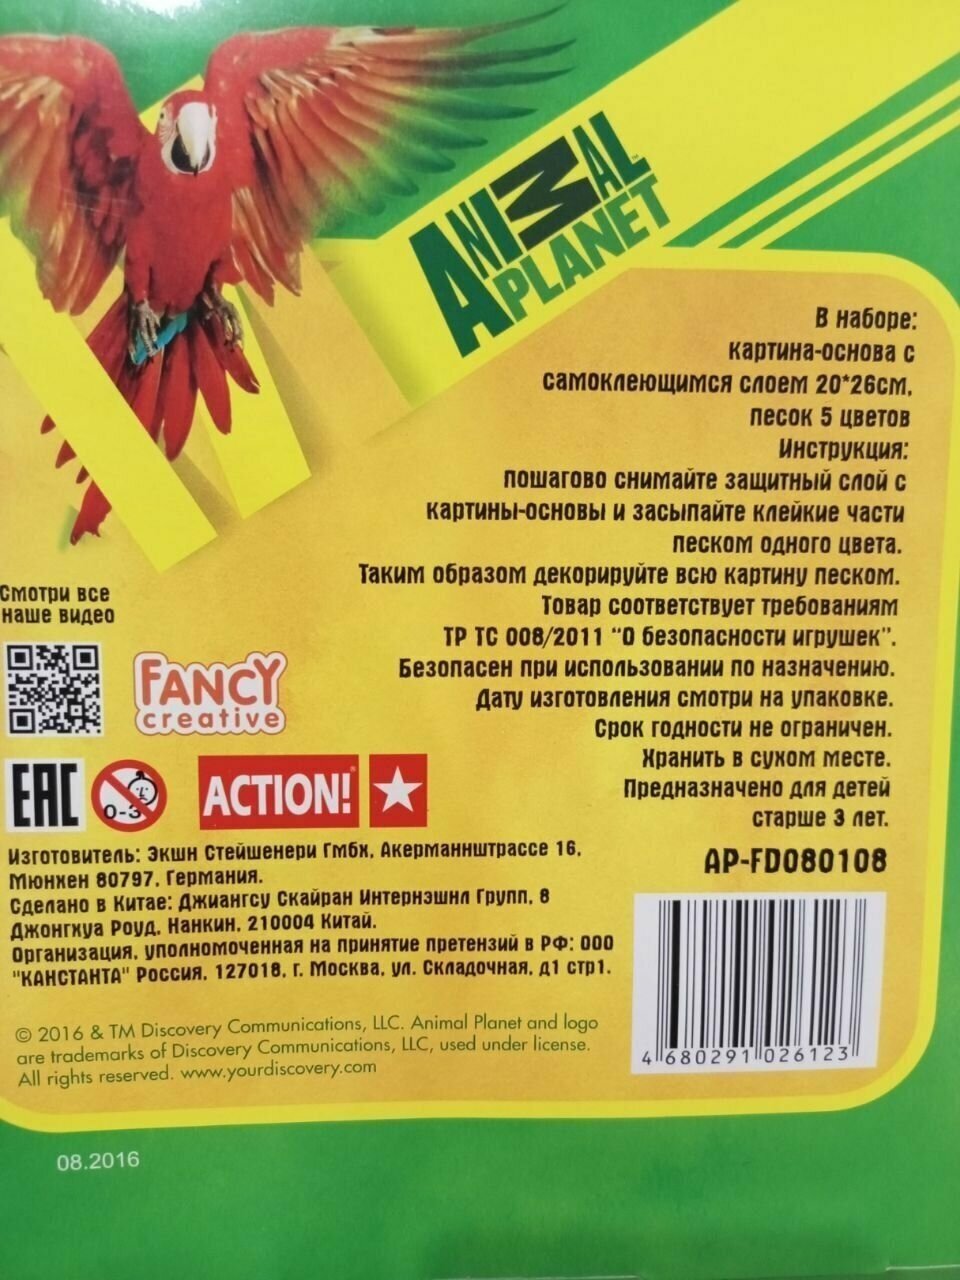 ANIMAL
PLANET
В наборе:
картина-основа с
самоклеющимся слоем 20*26см,
песок 5 цветов
Инструкция:
пошагово снимайте защитный слой с
картины-основы и засыпайте клейкие части
песком одного цвета.
Таким образом декорируйте всю картину песком.
Товар соответствует требованиям
ТР ТС 008/2011 "О безопасности игрушек".
Безопасен при использовании по назначению.
Дату изготовления смотри на упаковке.
Срок годности не ограничен.
Хранить в сухом месте.
Предназначено для детей
старше 3 лет.
AP-FD080108
Смотри все
наше видео
FANCY
creative
EAC
0-3
ACTION!
Изготовитель: Экшн Стейшенери Гмбх, Акерманнштрассе 16,
Мюнхен 80797, Германия.
Сделано в Китае: Джиангсу Скайран Интернэшнл Групп, 8
Джонгхуа Роуд, Нанкин, 210004 Китай.
Организация, уполномоченная на принятие претензий в РФ: ООО
"КАНСТАНТА" Россия, 127018, г. Москва, ул. Складочная, д1 стр1.
© 2016 & TM Discovery Communications, LLC. Animal Planet and logo
are trademarks of Discovery Communications, LLC, used under license.
All rights reserved. www.yourdiscovery.com
4 680291 026123
08.2016